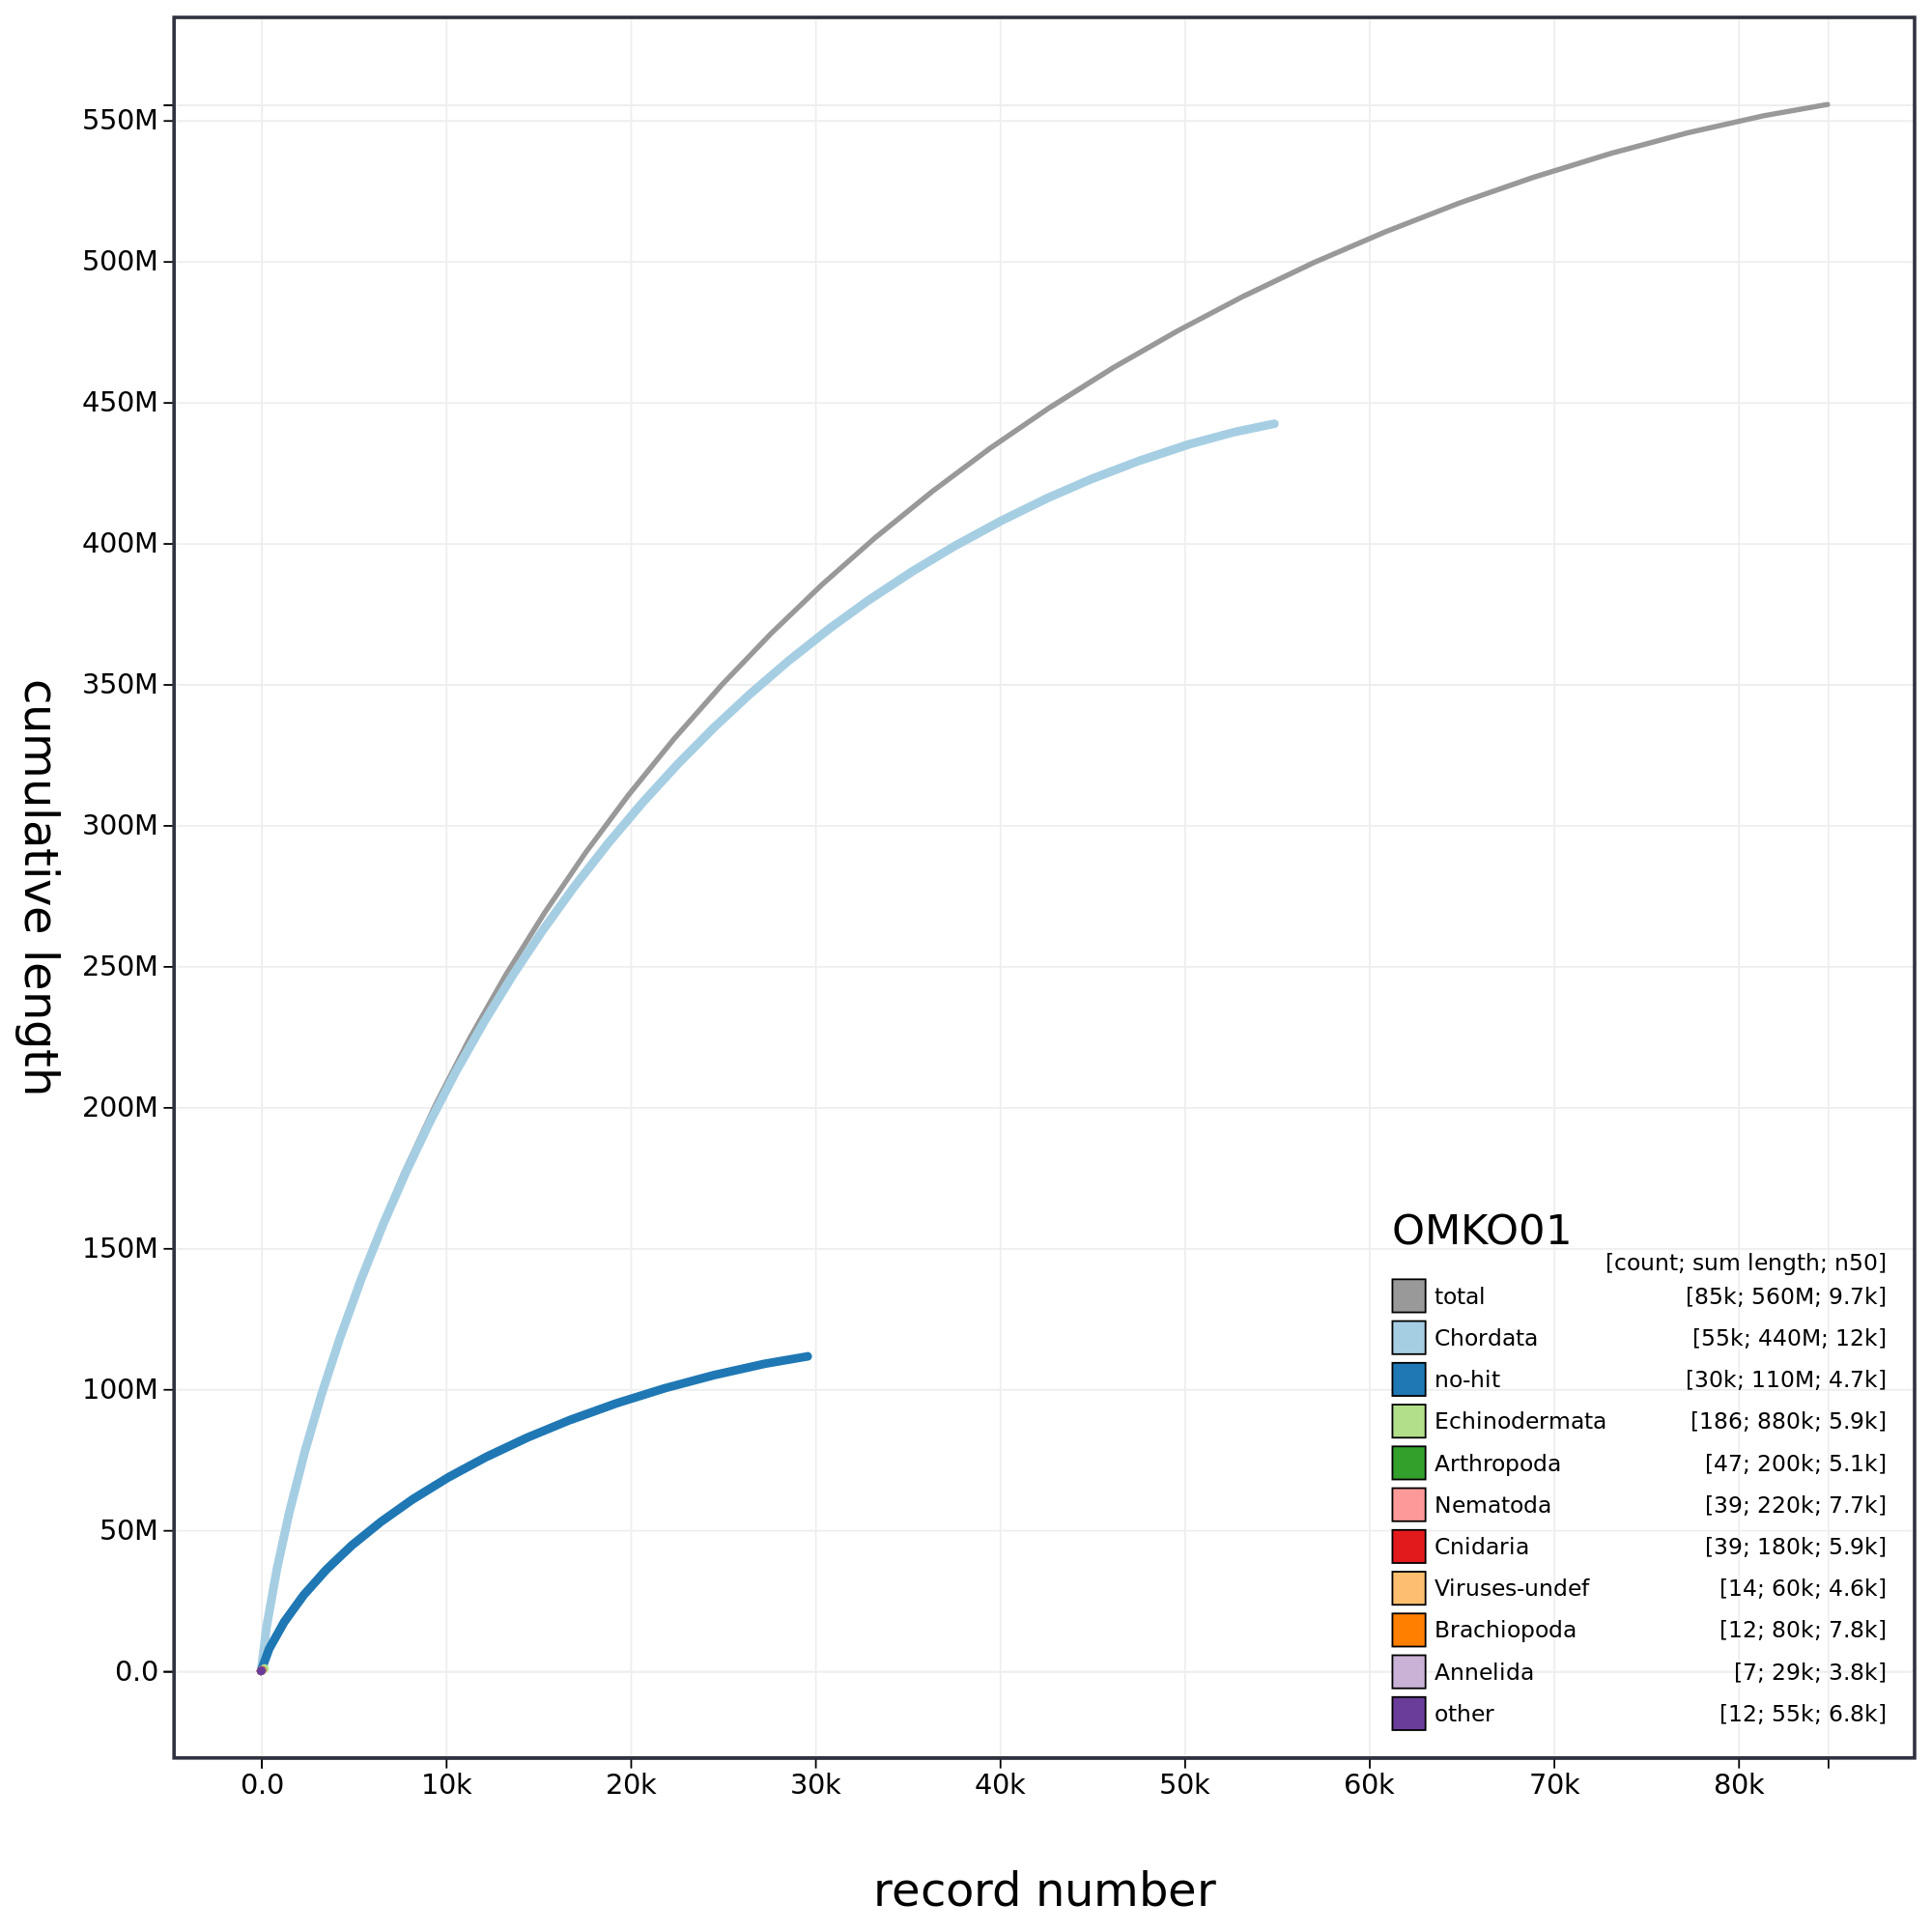 550M
500M
450M
400M
350M
300M
250M
200M
150M
100M
50M
0.0
cumulative length
OMKO01
[count; sum length; n50]
total [85k; 560M; 9.7k]
Chordata [55k; 440M; 12k]
no-hit [30k; 110M; 4.7k]
Echinodermata [186; 880k; 5.9k]
Arthropoda [47; 200k; 5.1k]
Nematoda [39; 220k; 7.7k]
Cnidaria [39; 180k; 5.9k]
Viruses-undef [14; 60k; 4.6k]
Brachiopoda [12; 80k; 7.8k]
Annelida [7; 29k; 3.8k]
other [12; 55k; 6.8k]
0.0 10k 20k 30k 40k 50k 60k 70k 80k
record number